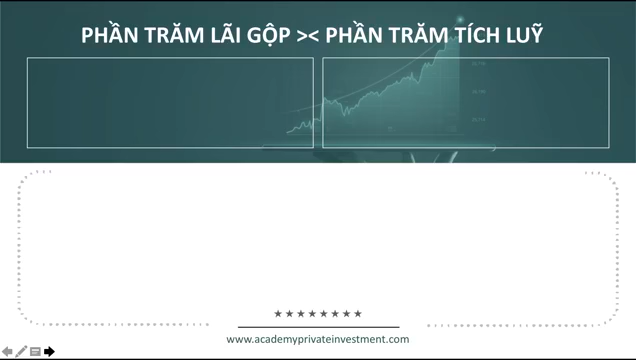 PHẦN TRĂM LÃI GỘP >< PHẦN TRĂM TÍCH LUỸ
★★★★★★★★
www.academyprivateinvestment.com